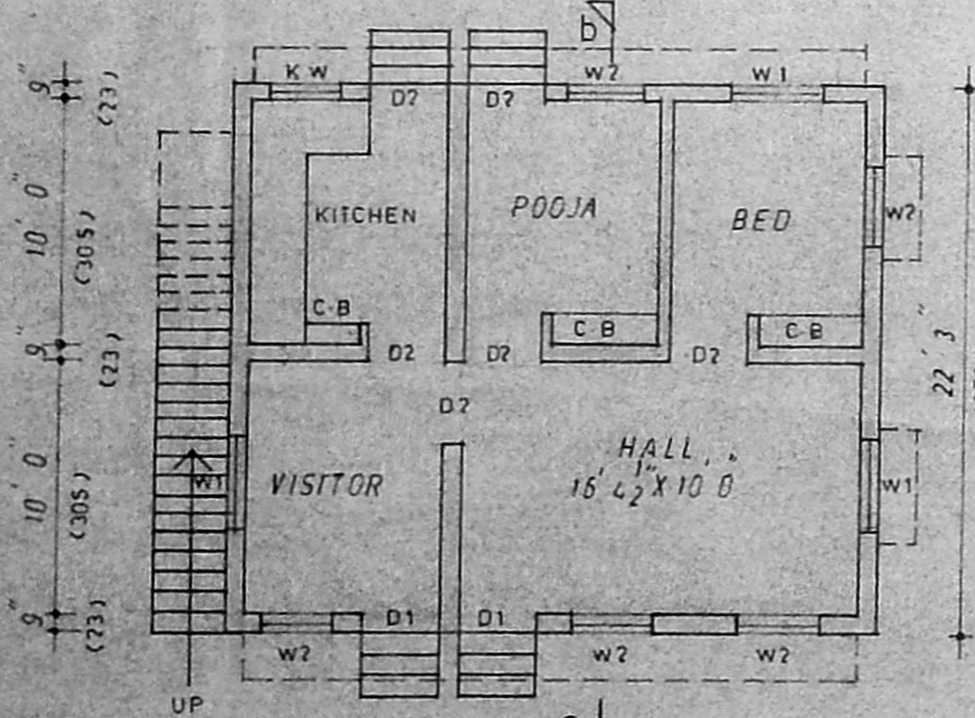 b
K W
W2
W1
D2
D2
9"
(23)
10' 0"
(305)
KITCHEN
POOJA
BED
W2
C·B
C B
C B
9"
(23)
D2
D2
D2
22' 3"
D2
10' 0"
(305)
W1
VISITOR
HALL
16' 4 1/2" X 10' 0"
W1
9"
(23)
D1
D1
W2
W2
W2
UP